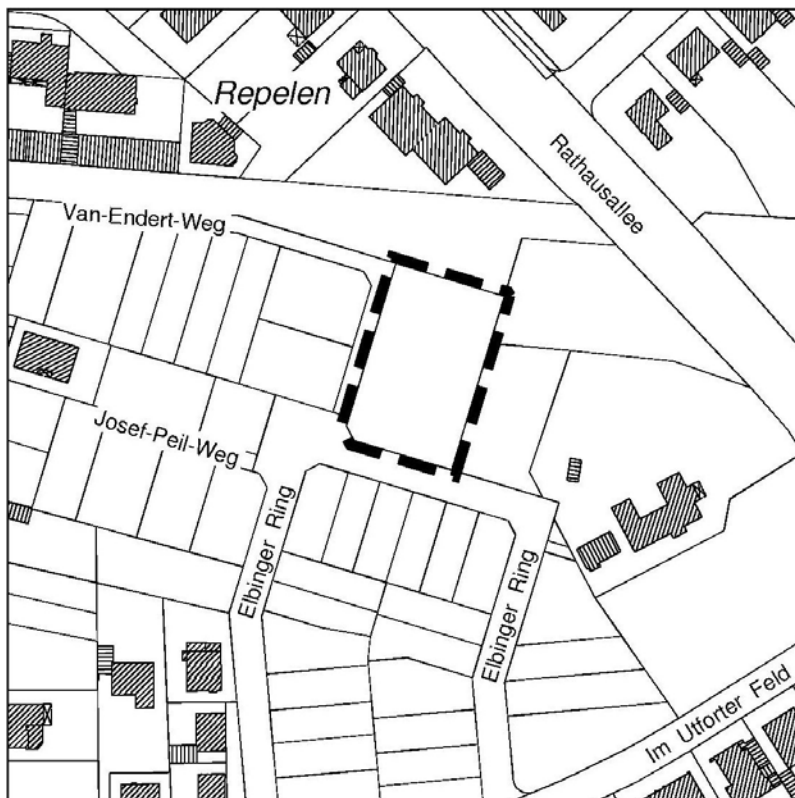 Repelen
Rathausallee
Van-Endert-Weg
Josef-Peil-Weg
Elbinger Ring
Elbinger Ring
Im Utforter Feld